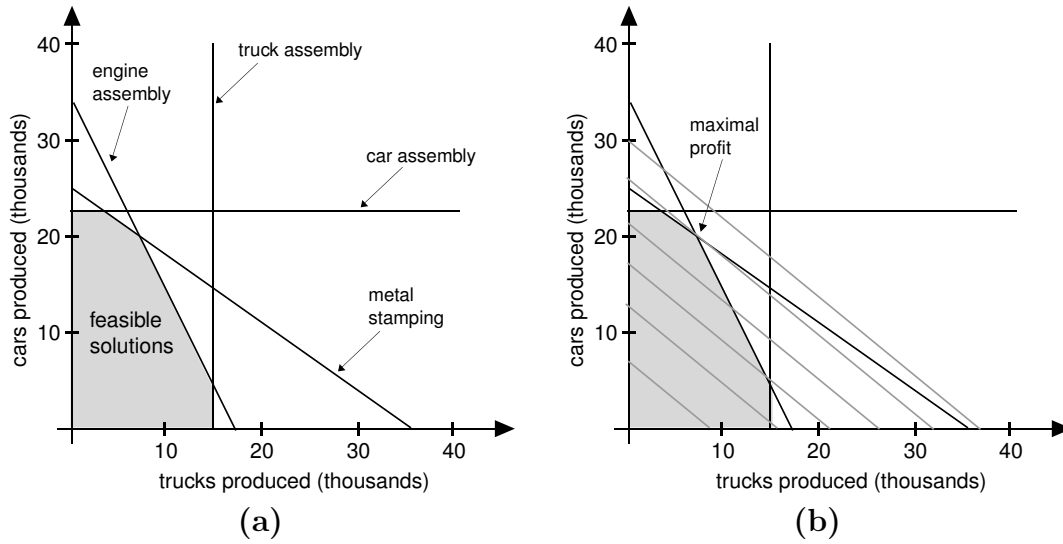 40
30
20
10
cars produced (thousands)
engine
assembly
truck assembly
car assembly
metal
stamping
feasible
solutions
10
20
30
40
trucks produced (thousands)
(a)
40
30
20
10
cars produced (thousands)
maximal
profit
10
20
30
40
trucks produced (thousands)
(b)